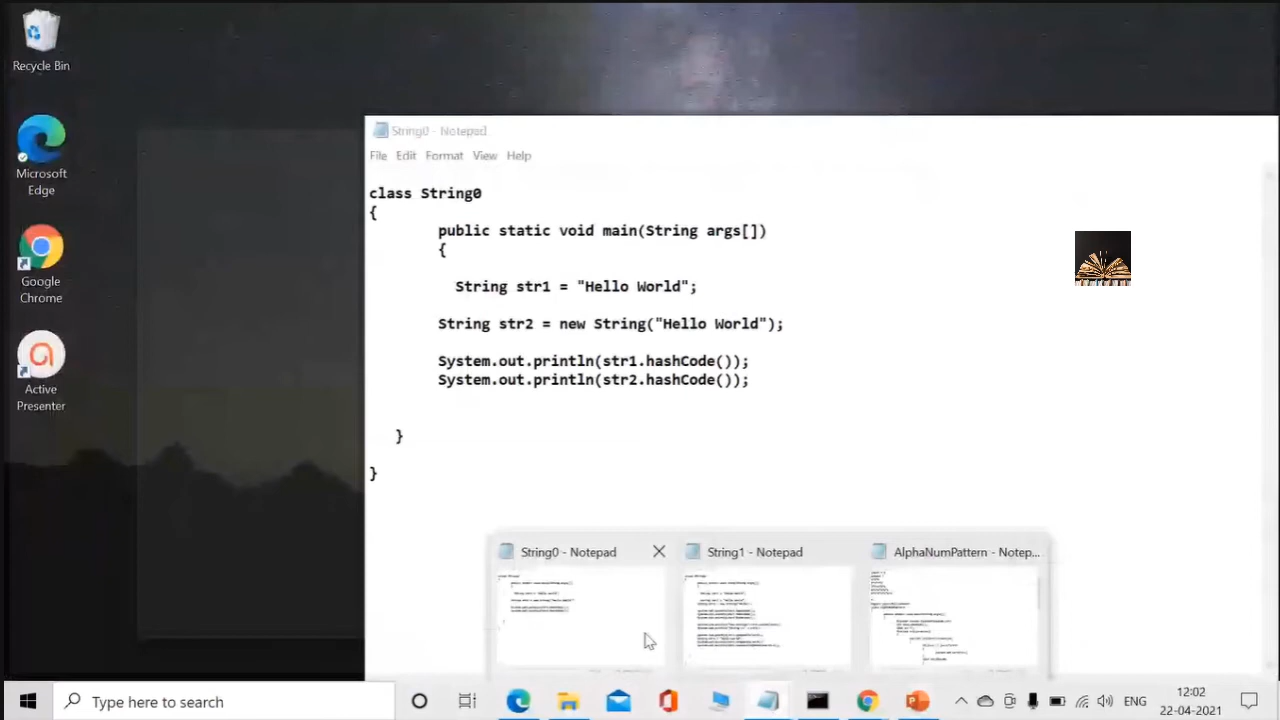 Recycle Bin
Microsoft
Edge
Google
Chrome
Active
Presenter
String0 - Notepad
File Edit Format View Help
class String0
{
public static void main(String args[])
{
String str1 = "Hello World";
String str2 = new String("Hello World");
System.out.println(str1.hashCode());
System.out.println(str2.hashCode());
}
}
String0 - Notepad
String1 - Notepad
AlphaNumPattern - Notep...
Type here to search
ENG
12:02
22-04-2021